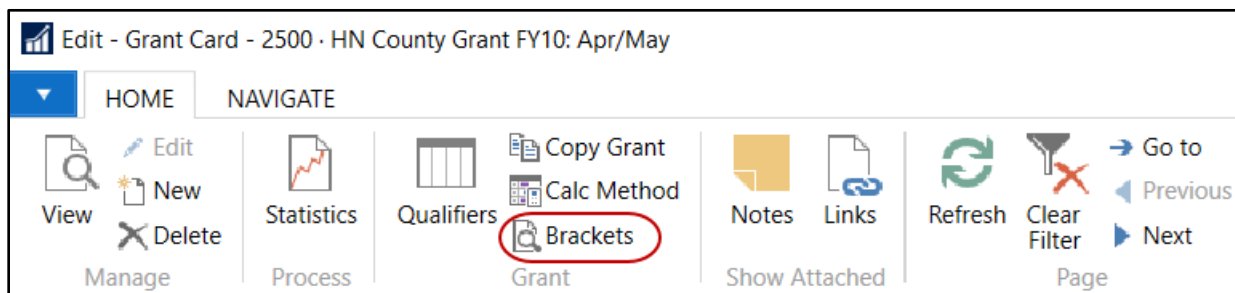 Edit - Grant Card - 2500 · HN County Grant FY10: Apr/May
HOME NAVIGATE
View
Edit
New
Delete
Manage
Statistics
Process
Qualifiers
Copy Grant
Calc Method
Brackets
Grant
Notes
Links
Show Attached
Refresh
Clear
Filter
Go to
Previous
Next
Page